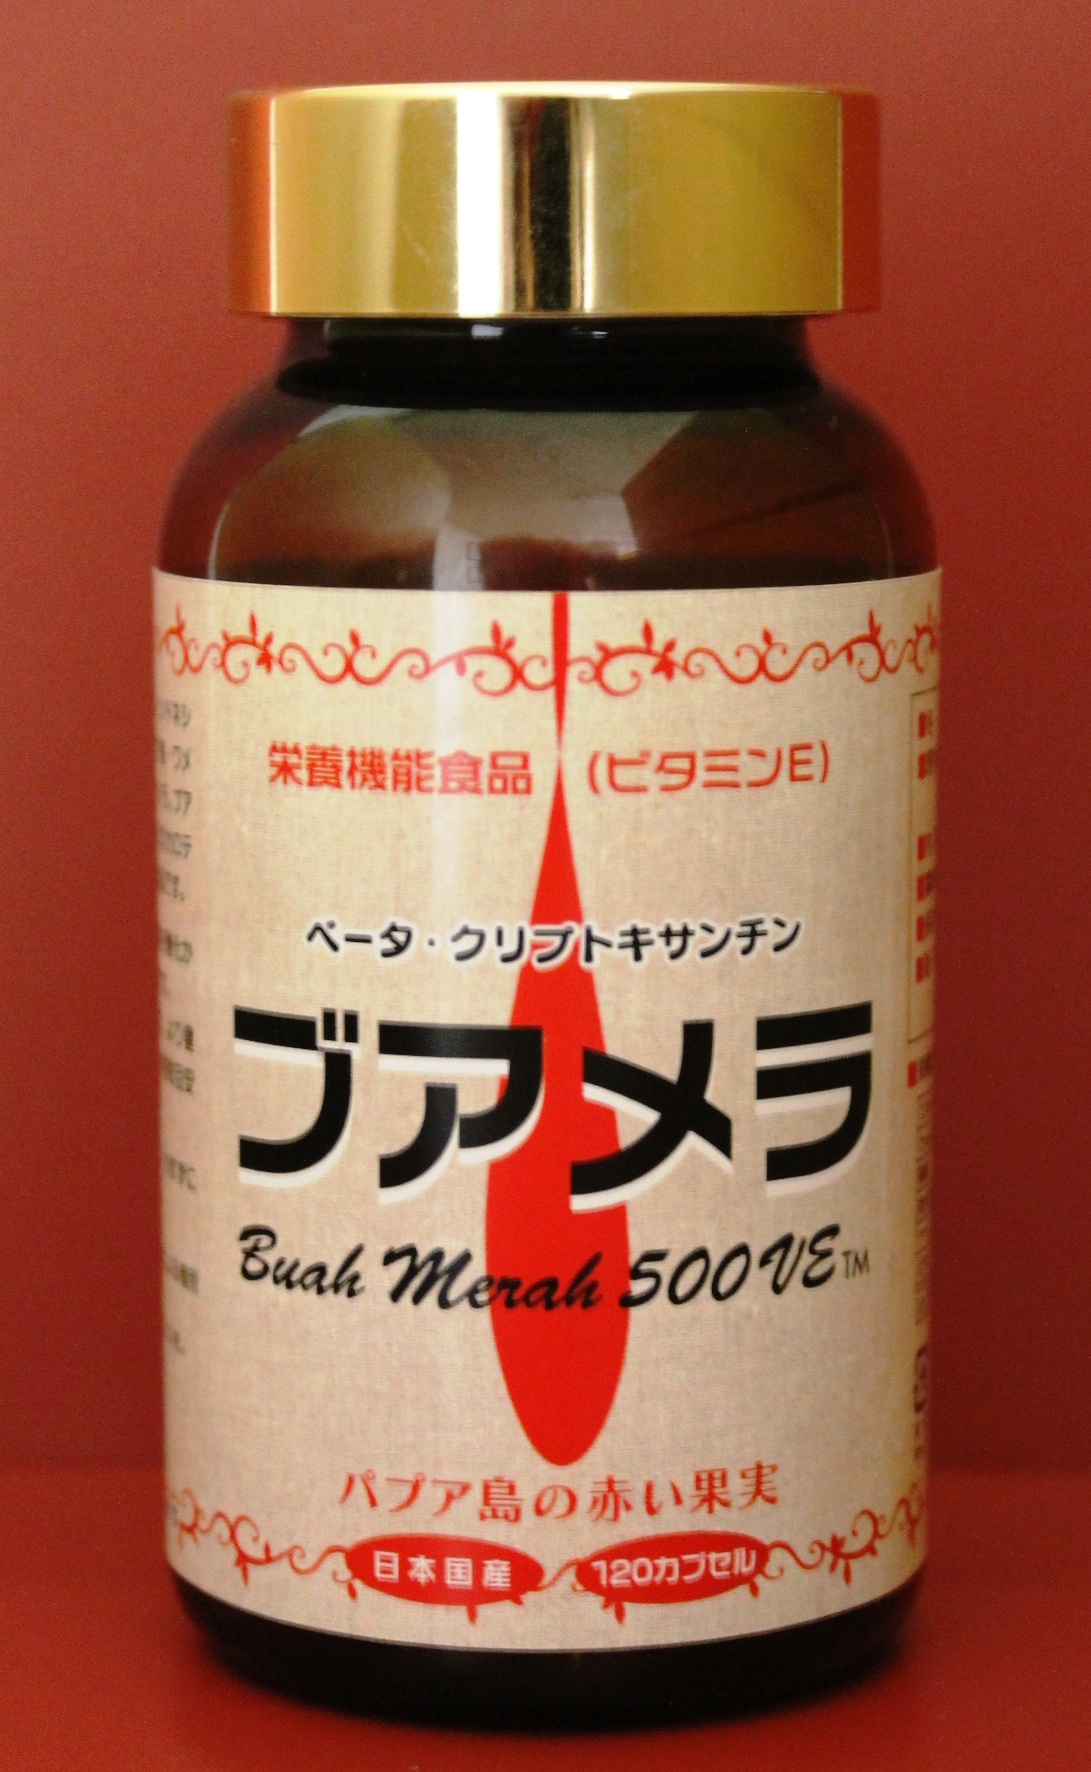 栄養機能食品 (ビタミンE)
ベータ・クリプトキサンチン
ブアメラ
Buah Merah 500VE™
パプア島の赤い果実
日本国産 120カプセル